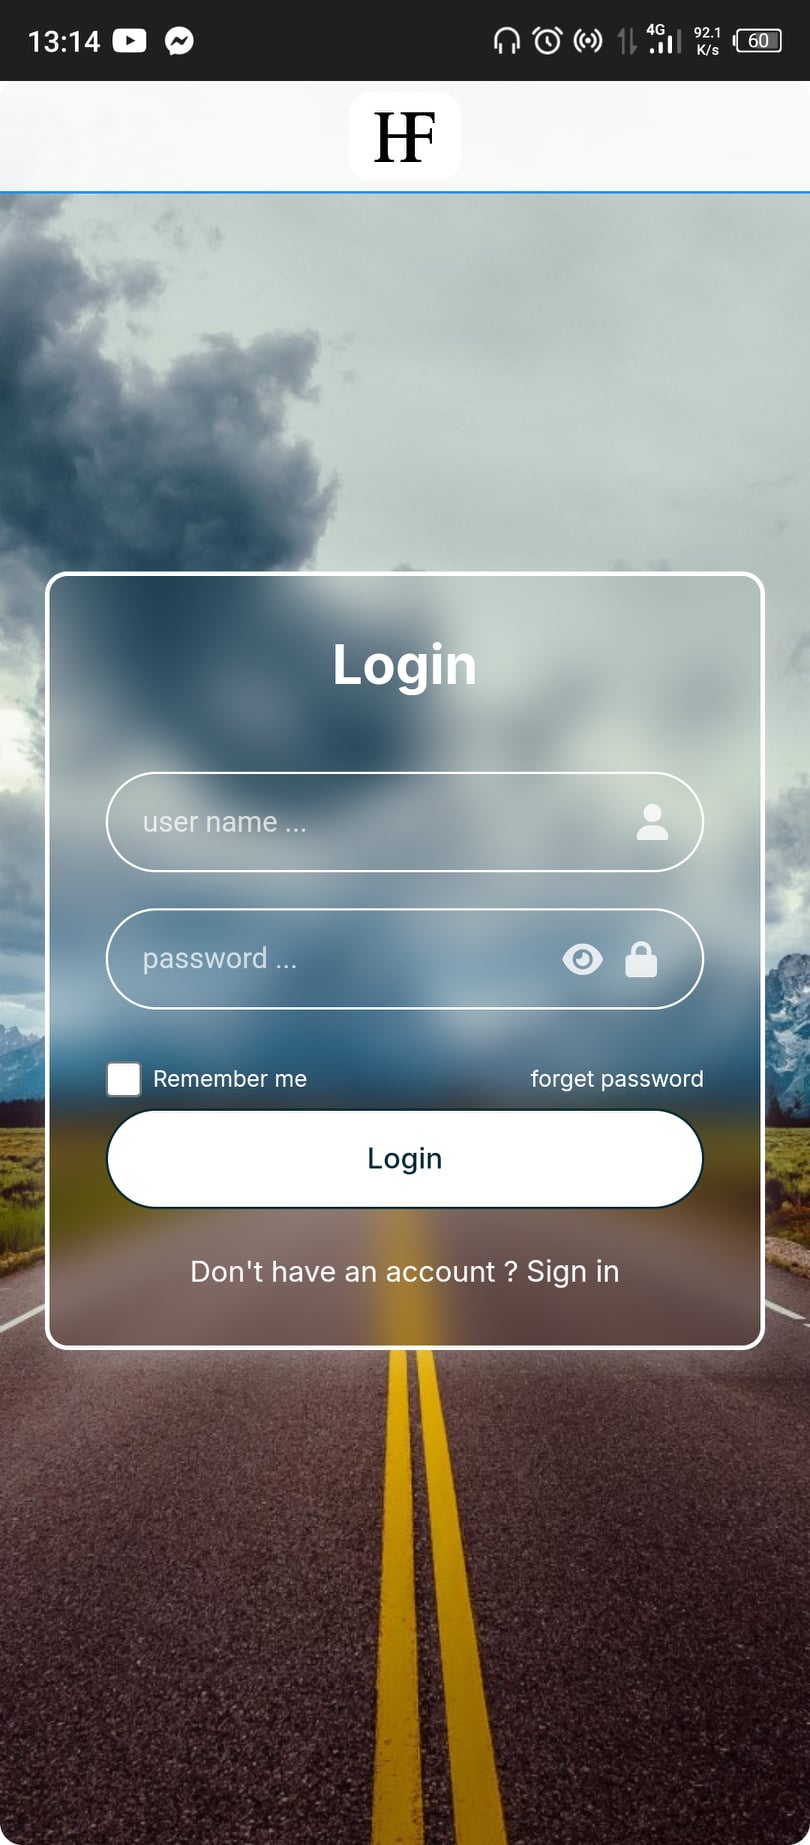 13:14 4G 92.1 K/s 60
HF
Login
user name ...
password ...
Remember me forget password
Login
Don't have an account ? Sign in